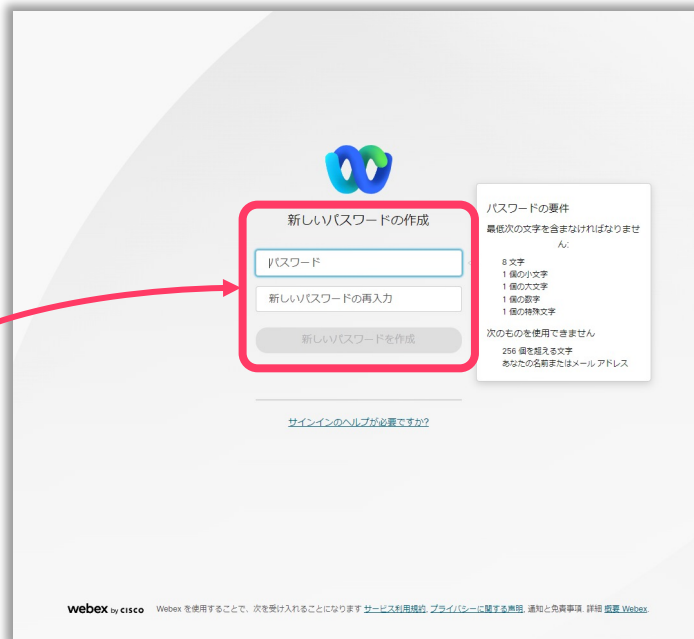 新しいパスワードの作成
パスワード
新しいパスワードの再入力
新しいパスワードを作成
サインインのヘルプが必要ですか?
パスワードの要件
最低次の文字を含まなければなりませ
ん:
8 文字
1 個の小文字
1 個の大文字
1 個の数字
1 個の特殊文字
次のものを使用できません
256 個を超える文字
あなたの名前またはメール アドレス
webex by CISCO Webex を使用することで、次を受け入れることになります サービス利用規約, プライバシーに関する声明, 通知と免責事項. 詳細 概要 Webex.